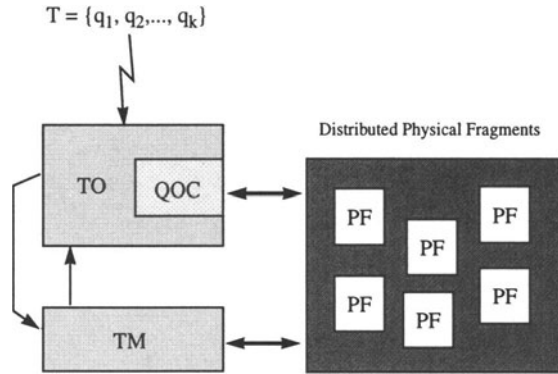 T = {q₁, q₂,..., qₖ}
Distributed Physical Fragments
TO
QOC
PF
PF
PF
PF
PF
PF
TM